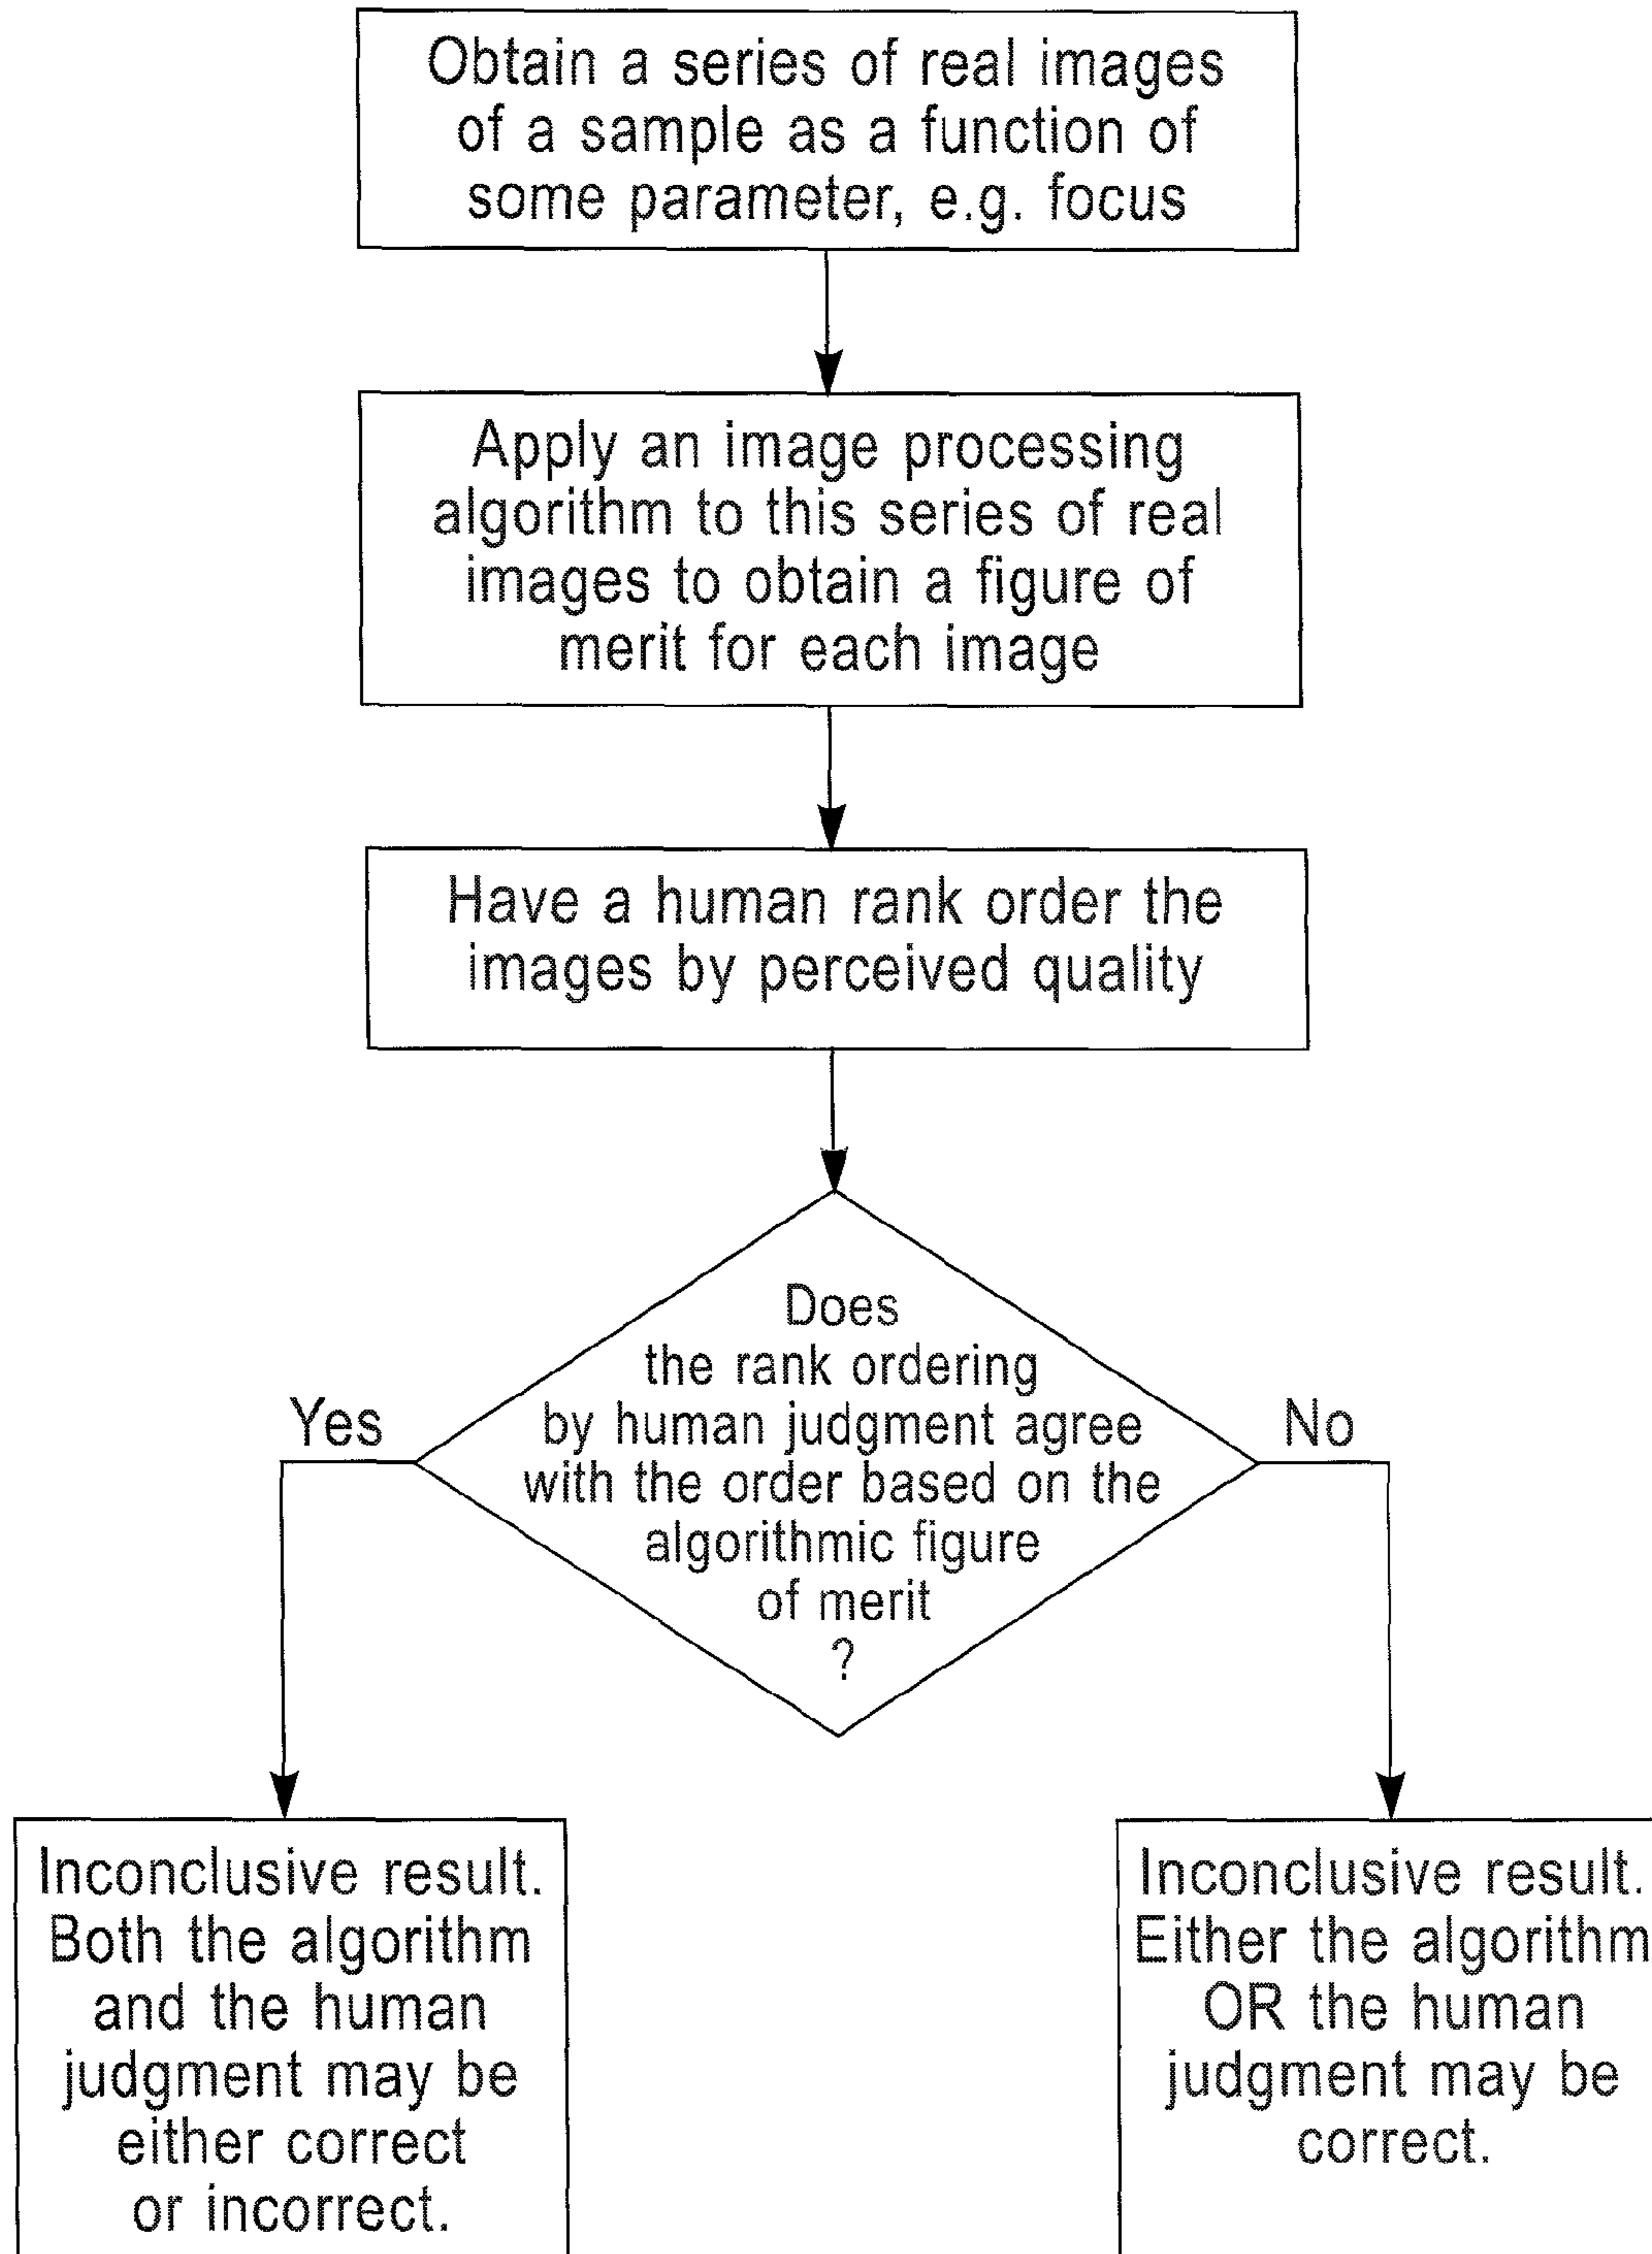 Obtain a series of real images
of a sample as a function of
some parameter, e.g. focus
Apply an image processing
algorithm to this series of real
images to obtain a figure of
merit for each image
Have a human rank order the
images by perceived quality
Does
the rank ordering
by human judgment agree
with the order based on the
algorithmic figure
of merit
?
Yes
No
Inconclusive result.
Both the algorithm
and the human
judgment may be
either correct
or incorrect.
Inconclusive result.
Either the algorithm
OR the human
judgment may be
correct.